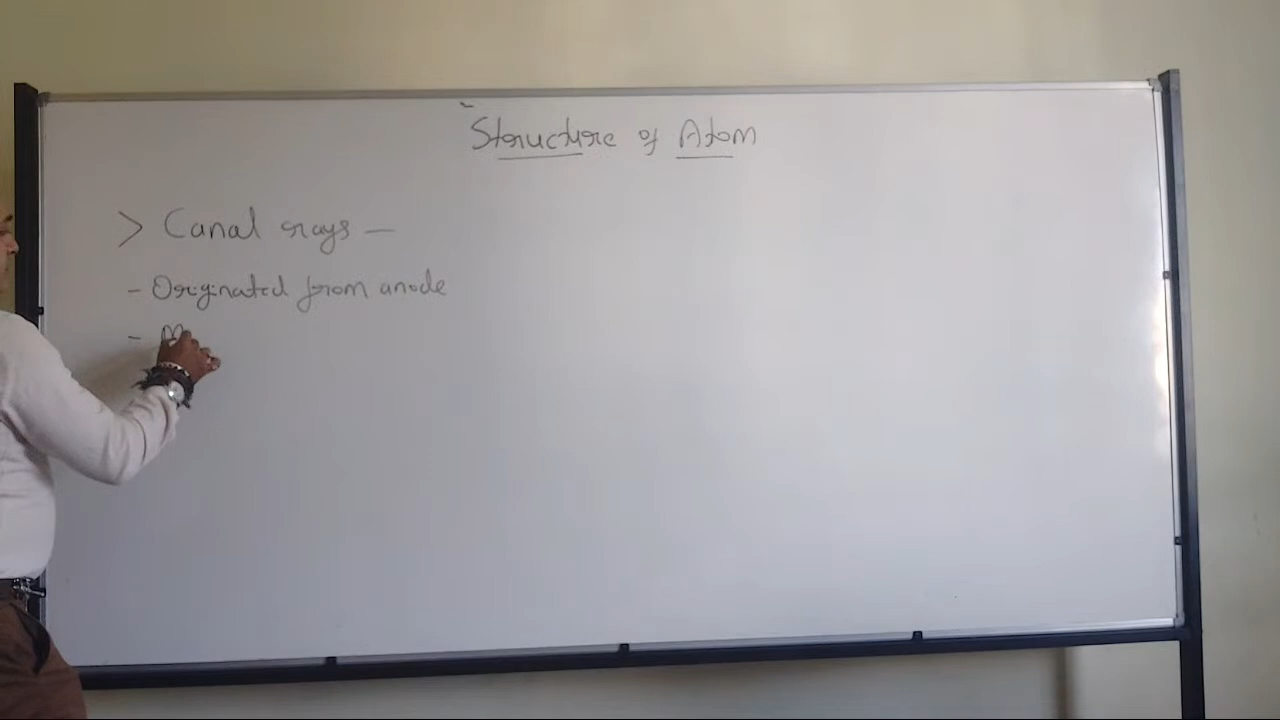 Structure of Atom
> Canal rays —
- Originated from anode
- M